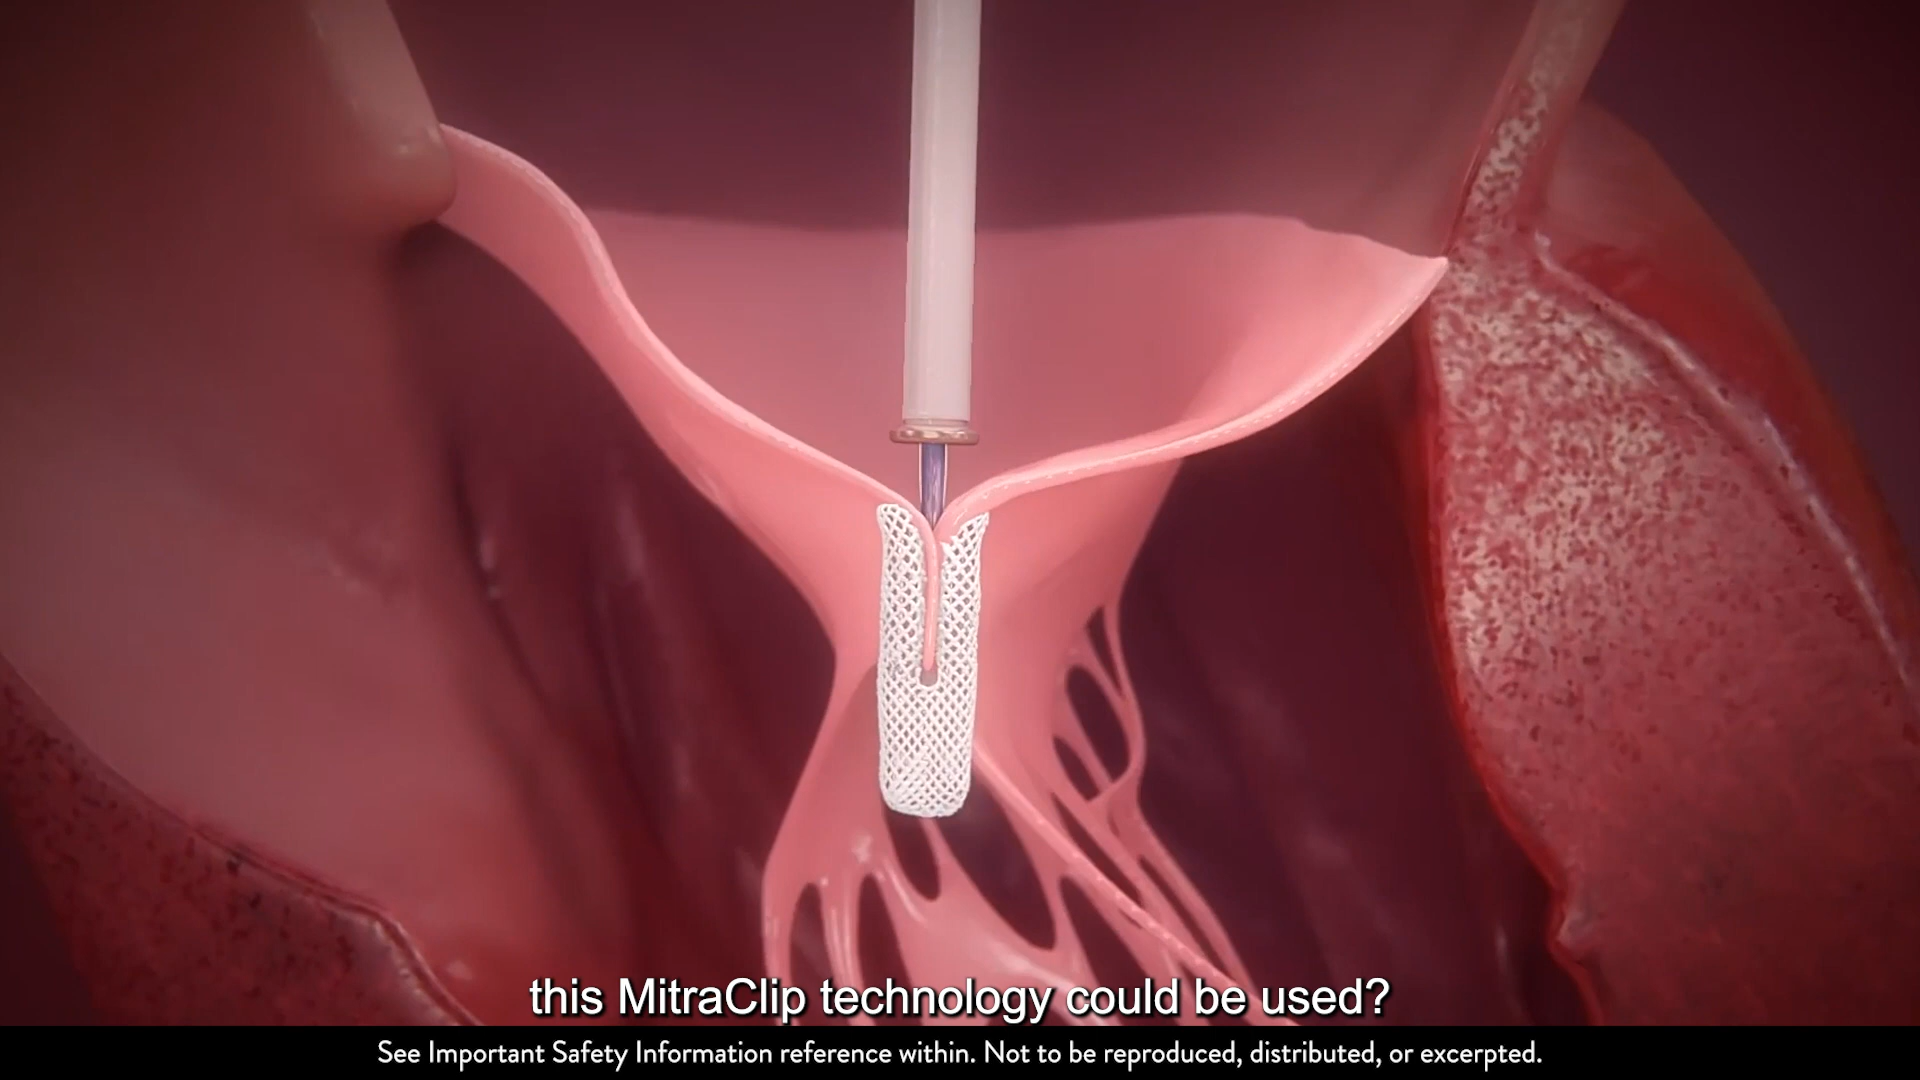 this MitraClip technology could be used?
See Important Safety Information reference within. Not to be reproduced, distributed, or excerpted.